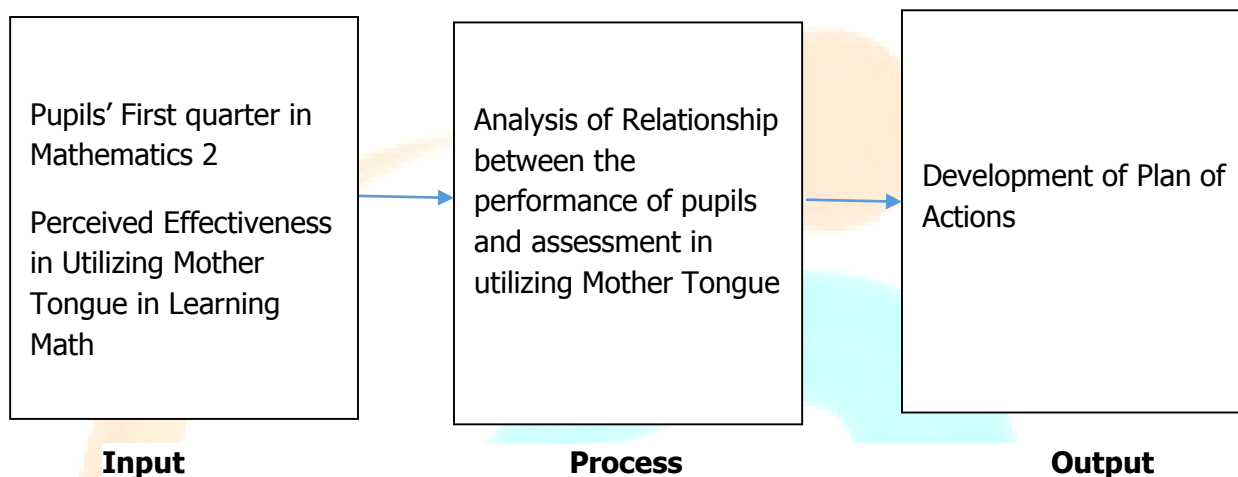 Pupils’ First quarter in
Mathematics 2
Perceived Effectiveness
in Utilizing Mother
Tongue in Learning
Math
Analysis of Relationship
between the
performance of pupils
and assessment in
utilizing Mother Tongue
Development of Plan of
Actions
Input
Process
Output